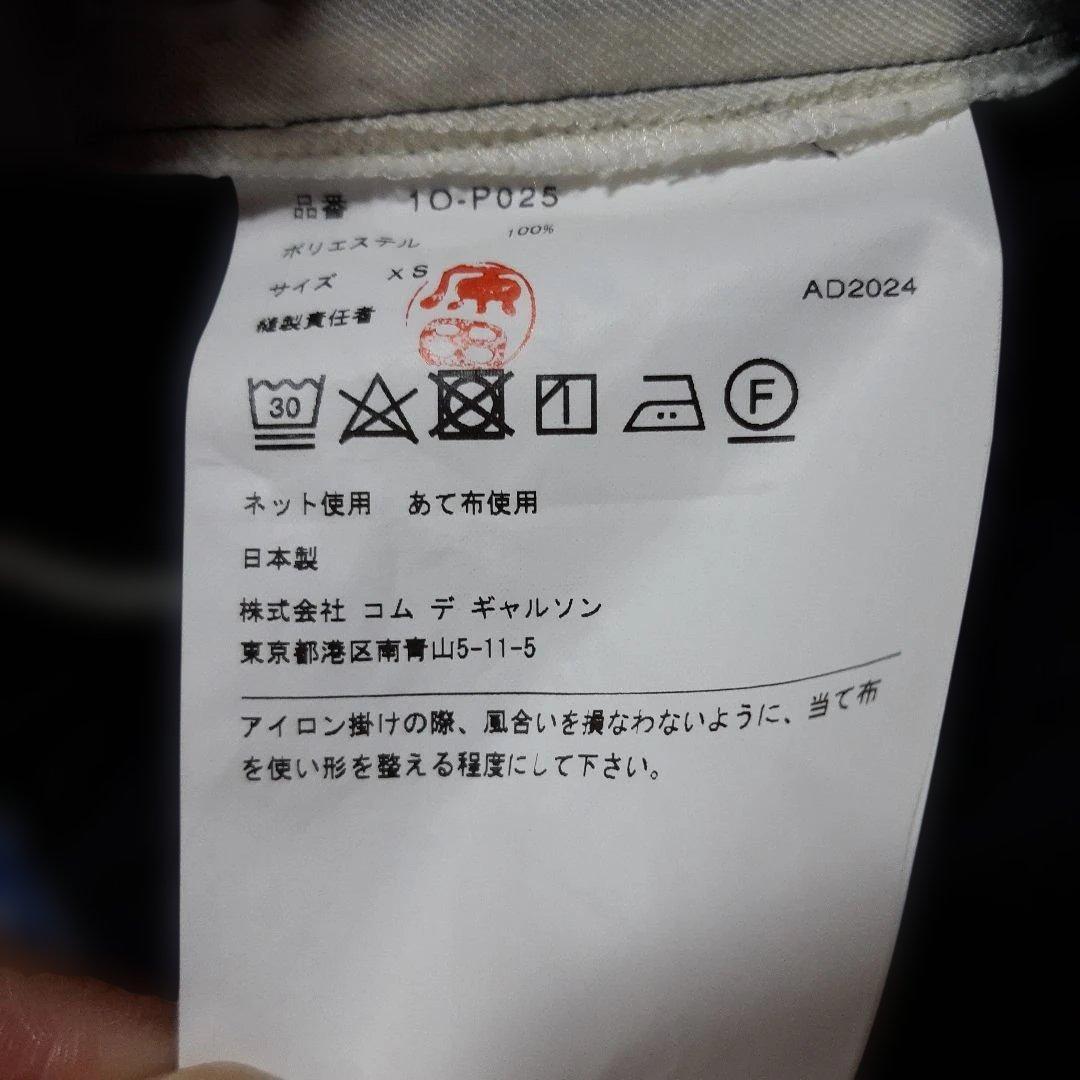 品番 1O-P025
ポリエステル 100%
サイズ XS
AD2024
縫製責任者
30
F
ネット使用 あて布使用
日本製
株式会社 コム デ ギャルソン
東京都港区南青山5-11-5
アイロン掛けの際、風合いを損なわないように、当て布
を使い形を整える程度にして下さい。